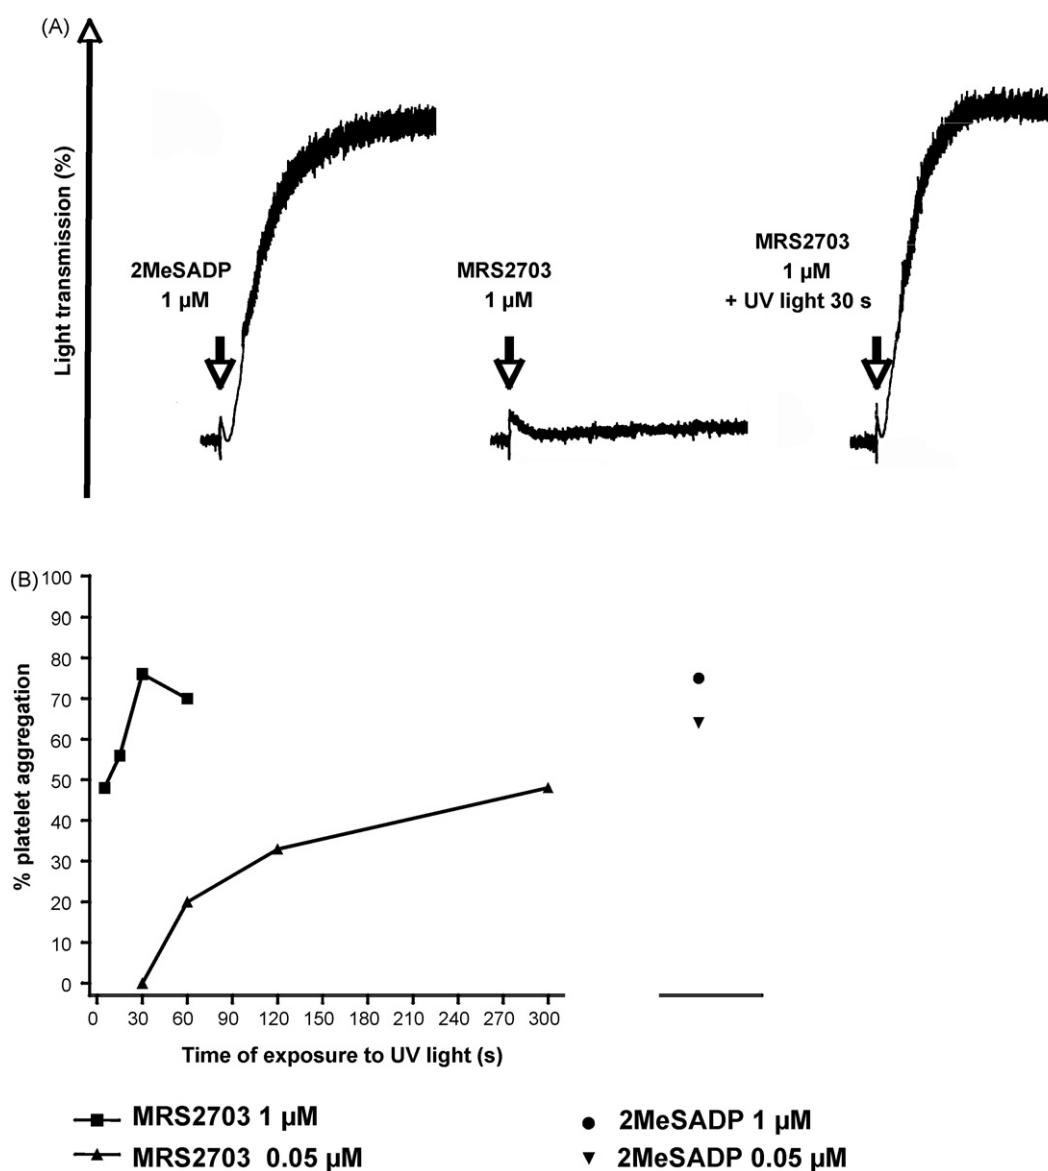 (A)
Light transmission (%)
2MeSADP
1 µM
MRS2703
1 µM
MRS2703
1 µM
+ UV light 30 s
(B)
% platelet aggregation
100
90
80
70
60
50
40
30
20
10
0
0 30 60 90 120 150 180 210 240 270 300
Time of exposure to UV light (s)
MRS2703 1 µM
MRS2703 0.05 µM
2MeSADP 1 µM
2MeSADP 0.05 µM